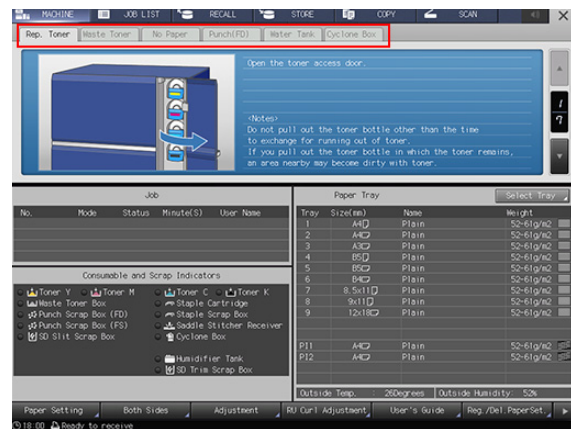 MACHINE JOB LIST RECALL STORE COPY SCAN
Rep. Toner Waste Toner No Paper Punch(FD) Water Tank Cyclone Box
Open the toner access door.
<Notes>
Do not pull out the toner bottle other than the time
to exchange for running out of toner.
If you pull out the toner bottle in which the toner remains,
an area nearby may become dirty with toner.
1
7
Job
No. Mode Status Minute(S) User Name
Consumable and Scrap Indicators
Toner Y Toner M Toner C Toner K
Waste Toner Box Staple Cartridge
Punch Scrap Box (FD) Staple Scrap Box
Punch Scrap Box (FS) Saddle Stitcher Receiver
SD Slit Scrap Box Cyclone Box
Humidifier Tank
SD Trim Scrap Box
Paper Tray Select Tray
Tray Size(mm) Name Weight
1 A4 Plain 52-61g/m2
2 A4 Plain 52-61g/m2
3 A3 Plain 52-61g/m2
4 B5 Plain 52-61g/m2
5 B5 Plain 52-61g/m2
6 B4 Plain 52-61g/m2
7 8.5x11 Plain 52-61g/m2
8 9x11 Plain 52-61g/m2
9 12x18 Plain 52-61g/m2
PI1 A4 Plain 52-61g/m2
PI2 A4 Plain 52-61g/m2
Outside Temp. : 26Degrees Outside Humidity: 52%
Paper Setting Both Sides Adjustment RU Curl Adjustment User's Guide Reg./Del.PaperSet.
18:00 Ready to receive